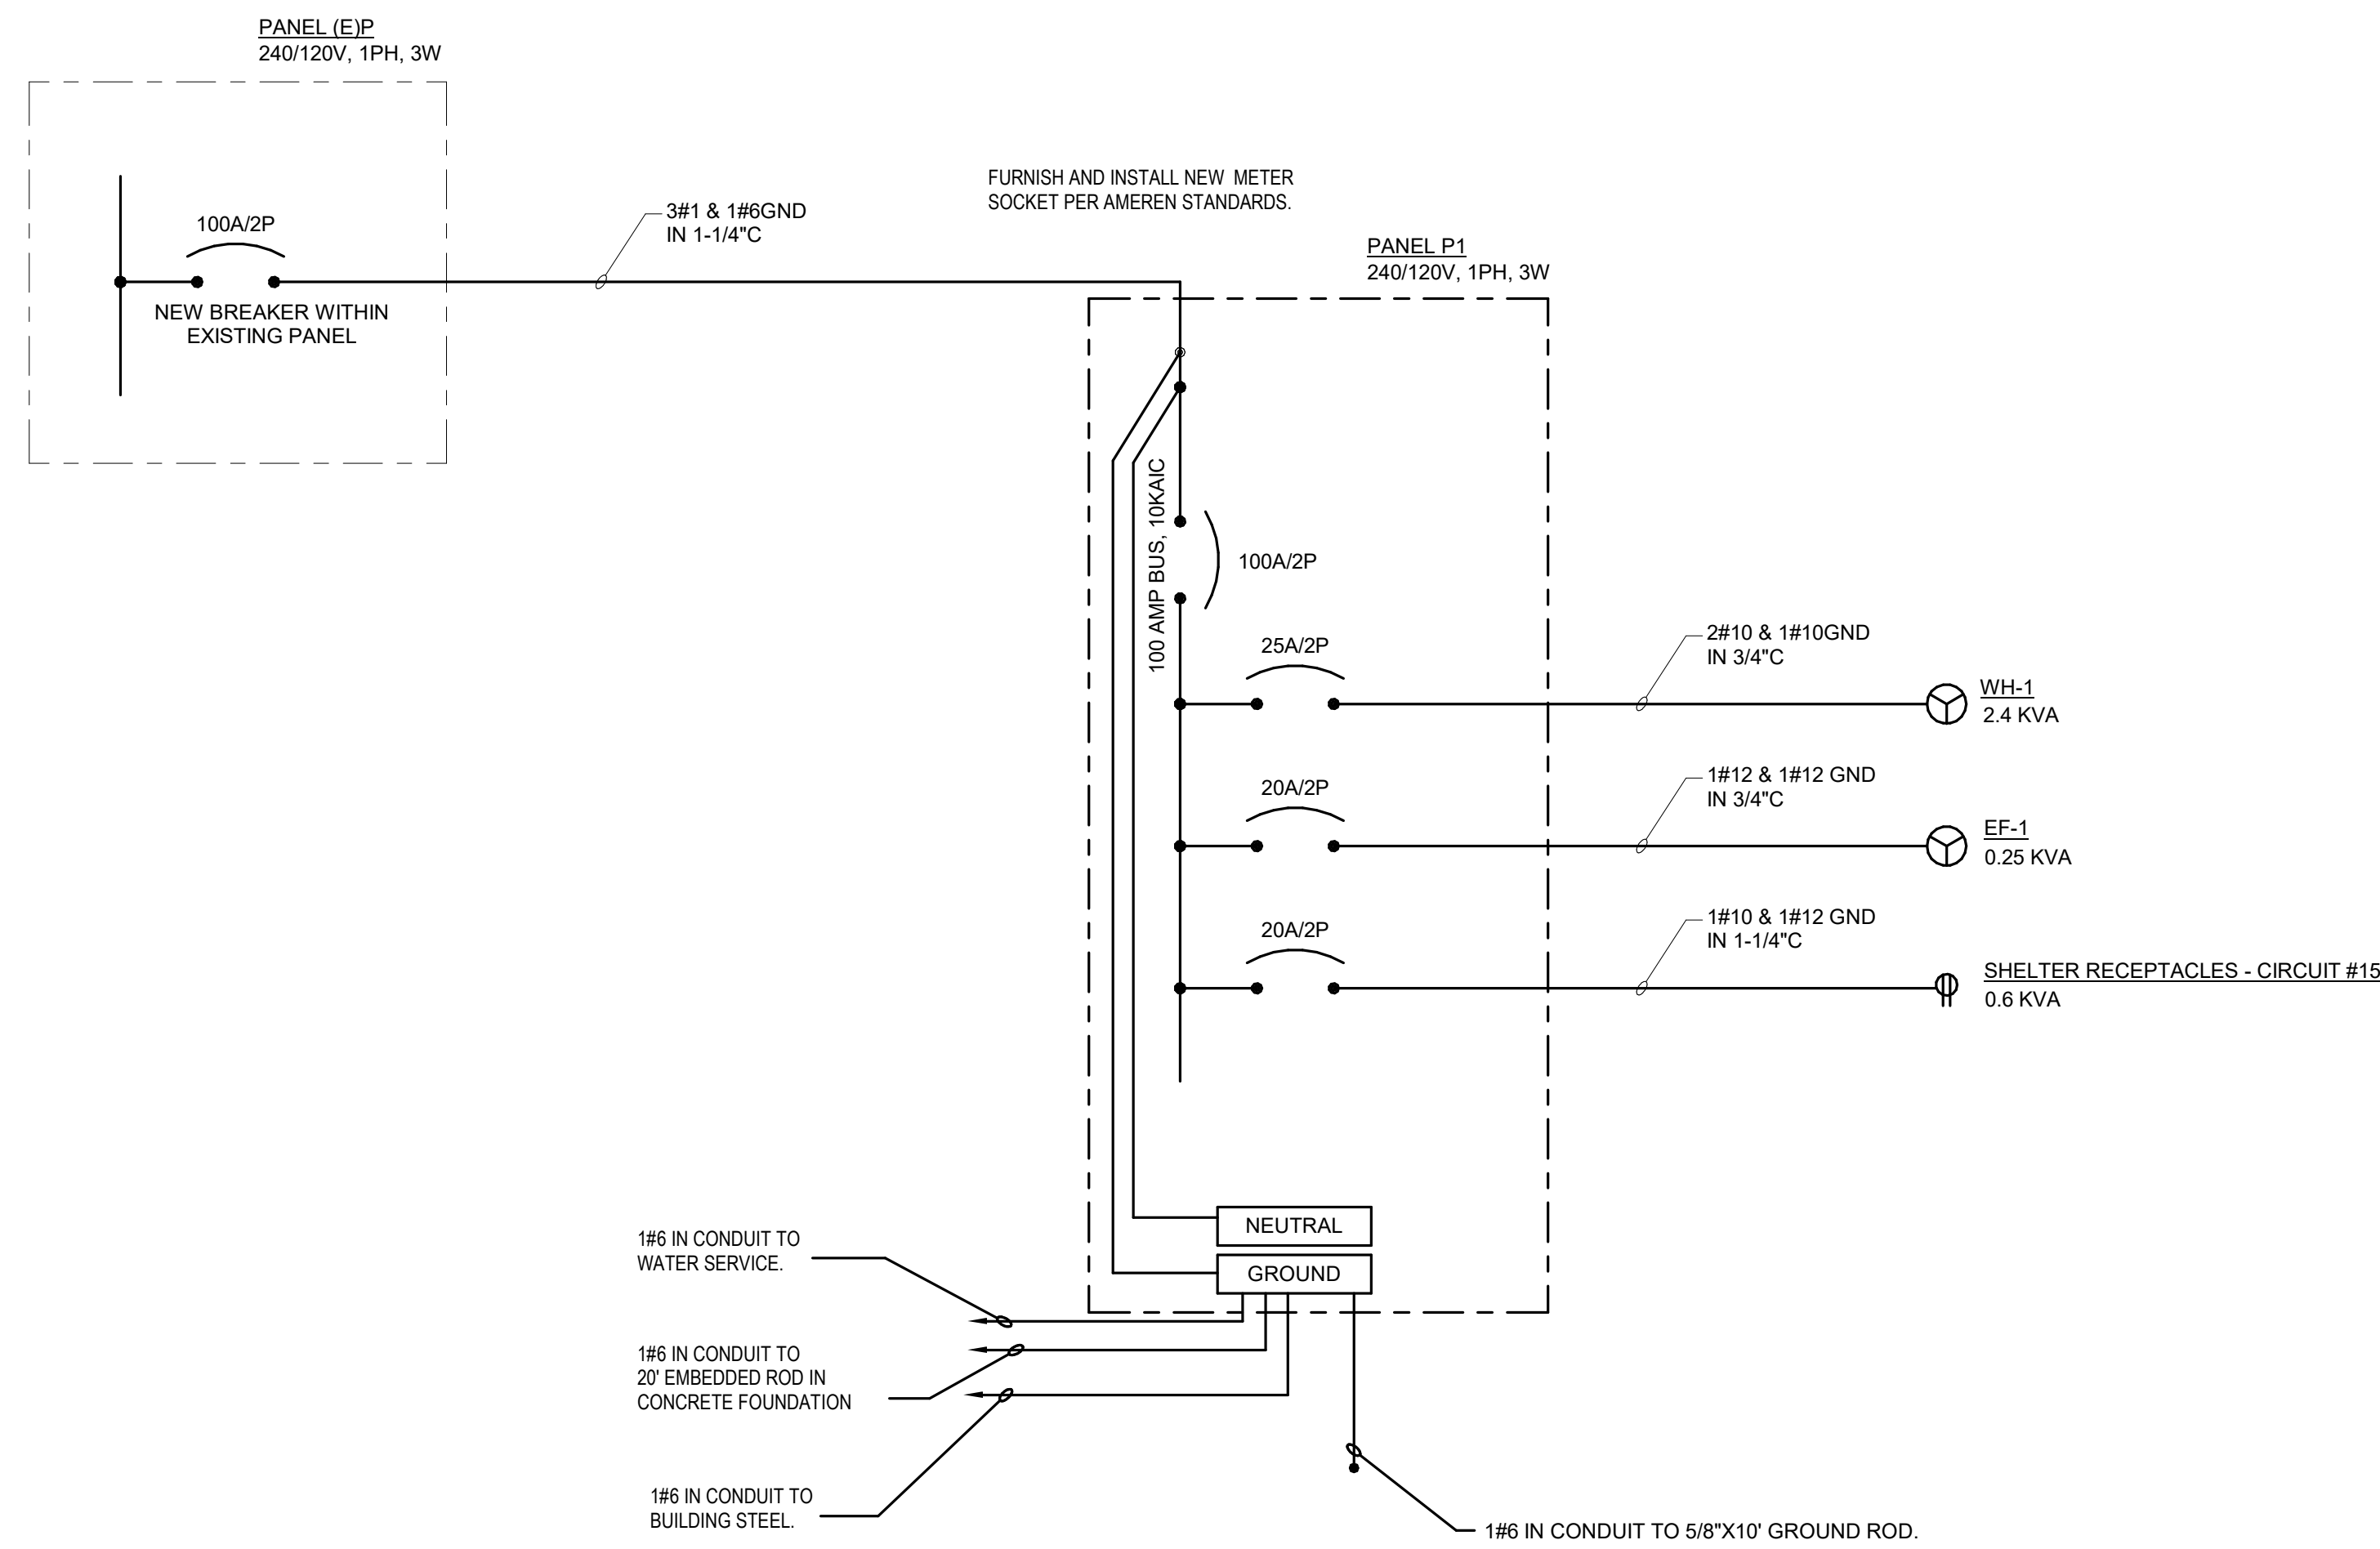 PANEL (E)P
240/120V, 1PH, 3W
100A/2P
NEW BREAKER WITHIN
EXISTING PANEL
3#1 & 1#6GND
IN 1-1/4"C
FURNISH AND INSTALL NEW METER
SOCKET PER AMEREN STANDARDS.
PANEL P1
240/120V, 1PH, 3W
100 AMP BUS, 10KAIC
100A/2P
25A/2P
2#10 & 1#10GND
IN 3/4"C
WH-1
2.4 KVA
20A/2P
1#12 & 1#12 GND
IN 3/4"C
EF-1
0.25 KVA
20A/2P
1#10 & 1#12 GND
IN 1-1/4"C
SHELTER RECEPTACLES - CIRCUIT #15
0.6 KVA
NEUTRAL
GROUND
1#6 IN CONDUIT TO
WATER SERVICE.
1#6 IN CONDUIT TO
20' EMBEDDED ROD IN
CONCRETE FOUNDATION
1#6 IN CONDUIT TO
BUILDING STEEL.
1#6 IN CONDUIT TO 5/8"X10' GROUND ROD.